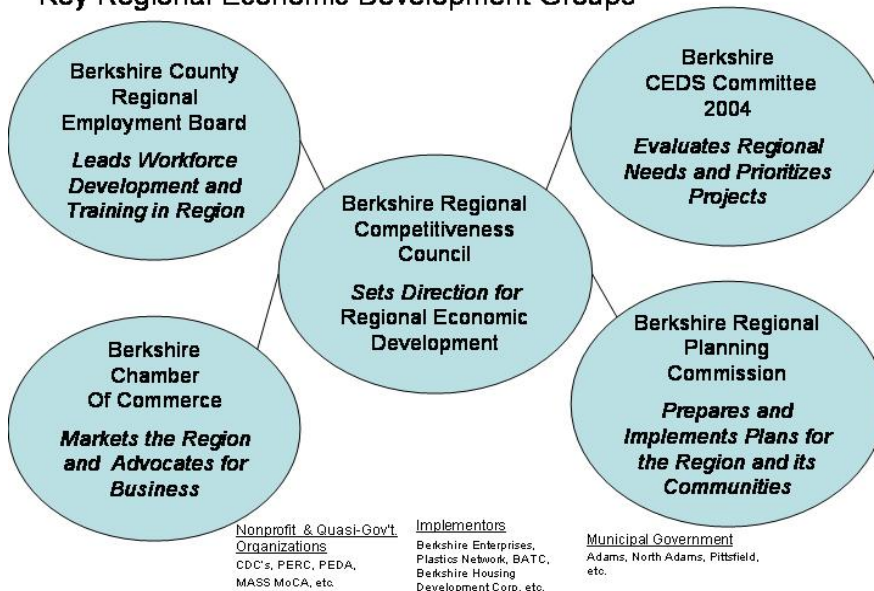 Key Regional Economic Development Groups
Berkshire County
Regional
Employment Board
Leads Workforce
Development and
Training in Region
Berkshire
CEDS Committee
2004
Evaluates Regional
Needs and Prioritizes
Projects
Berkshire Regional
Competitiveness
Council
Sets Direction for
Regional Economic
Development
Berkshire
Chamber
Of Commerce
Markets the Region
and Advocates for
Business
Berkshire Regional
Planning
Commission
Prepares and
Implements Plans for
the Region and its
Communities
Nonprofit & Quasi-Gov't.
Organizations
CDC's, PERC, PEDA,
MASS MoCA, etc.
Implementors
Berkshire Enterprises,
Plastics Network, BATC,
Berkshire Housing
Development Corp, etc.
Municipal Government
Adams, North Adams, Pittsfield,
etc.